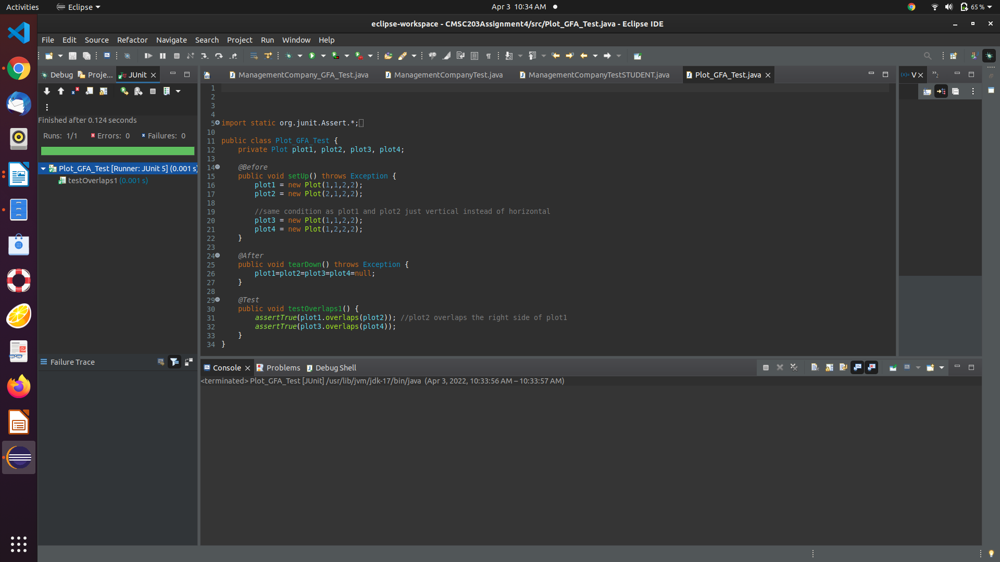 Activities Eclipse Apr 3 10:34 AM 65 %
eclipse-workspace - CMSC203Assignment4/src/Plot_GFA_Test.java - Eclipse IDE
File Edit Source Refactor Navigate Search Project Run Window Help
Debug Proje... JUnit
ManagementCompany_GFA_Test.java ManagementCompanyTest.java ManagementCompanyTestSTUDENT.java Plot_GFA_Test.java
(x)= V
Finished after 0.124 seconds
Runs: 1/1 Errors: 0 Failures: 0
Plot_GFA_Test [Runner: JUnit 5] (0.001 s)
testOverlaps1 (0.001 s)
Failure Trace
1
2
3
4
5 import static org.junit.Assert.*;
10
11 public class Plot_GFA_Test {
12 private Plot plot1, plot2, plot3, plot4;
13
14 @Before
15 public void setUp() throws Exception {
16 plot1 = new Plot(1,1,2,2);
17 plot2 = new Plot(2,1,2,2);
18
19 //same condition as plot1 and plot2 just vertical instead of horizontal
20 plot3 = new Plot(1,1,2,2);
21 plot4 = new Plot(1,2,2,2);
22 }
23
24 @After
25 public void tearDown() throws Exception {
26 plot1=plot2=plot3=plot4=null;
27 }
28
29 @Test
30 public void testOverlaps1() {
31 assertTrue(plot1.overlaps(plot2)); //plot2 overlaps the right side of plot1
32 assertTrue(plot3.overlaps(plot4));
33 }
34 }
Console Problems Debug Shell
<terminated> Plot_GFA_Test [JUnit] /usr/lib/jvm/jdk-17/bin/java (Apr 3, 2022, 10:33:56 AM – 10:33:57 AM)